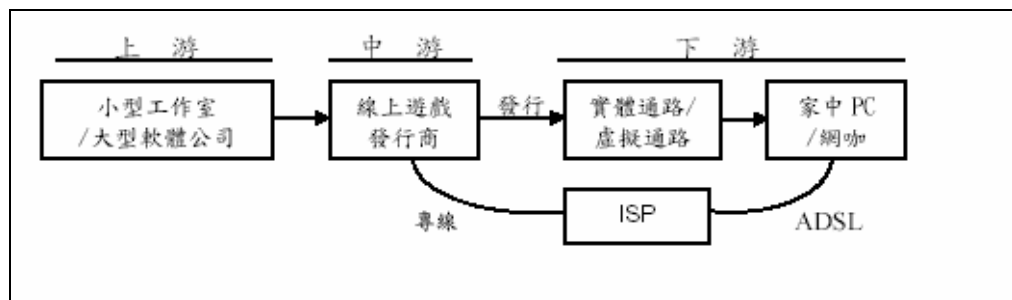 上 游
中 游
下 游
小型工作室
/大型軟體公司
線上遊戲
發行商
發行
實體通路/
虛擬通路
家中 PC
/網咖
專線
ISP
ADSL